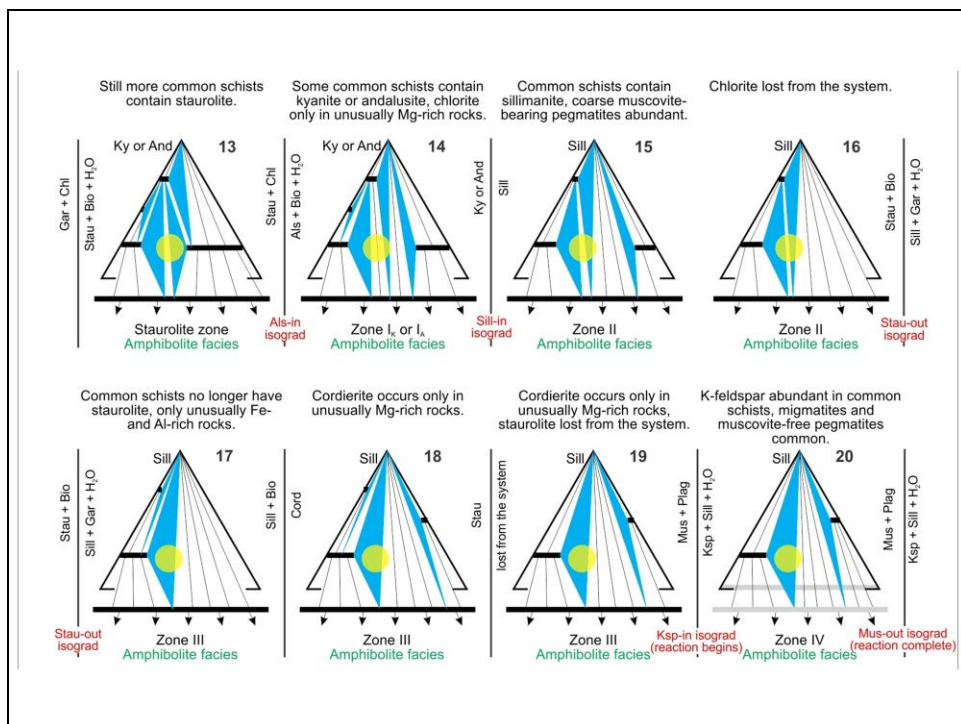 Still more common schists
contain staurolite.
Ky or And
13
Gar + Chl
Stau + Bio + H₂O
Staurolite zone
Amphibolite facies
Stau + Chl
Als + Bio + H₂O
Als-in
isograd
Some common schists contain
kyanite or andalusite, chlorite
only in unusually Mg-rich rocks.
Ky or And
14
Zone Iₖ or I_A
Amphibolite facies
Ky or And
Sill
Sill-in
isograd
Common schists contain
sillimanite, coarse muscovite-
bearing pegmatites abundant.
Sill
15
Zone II
Amphibolite facies
Chlorite lost from the system.
Sill
16
Zone II
Amphibolite facies
Stau + Bio
Sill + Gar + H₂O
Stau-out
isograd
Common schists no longer have
staurolite, only unusually Fe-
and Al-rich rocks.
Stau + Bio
Sill + Gar + H₂O
Stau-out
isograd
Sill
17
Zone III
Amphibolite facies
Sill + Bio
Cord
Cordierite occurs only in
unusually Mg-rich rocks.
Sill
18
Zone III
Amphibolite facies
Stau
lost from the system
Cordierite occurs only in
unusually Mg-rich rocks,
staurolite lost from the system.
Sill
19
Zone III
Amphibolite facies
Mus + Plag
Ksp + Sill + H₂O
Ksp-in isograd
(reaction begins)
K-feldspar abundant in common
schists, migmatites and
muscovite-free pegmatites
common.
Sill
20
Zone IV
Amphibolite facies
Mus + Plag
Ksp + Sill + H₂O
Mus-out isograd
(reaction complete)